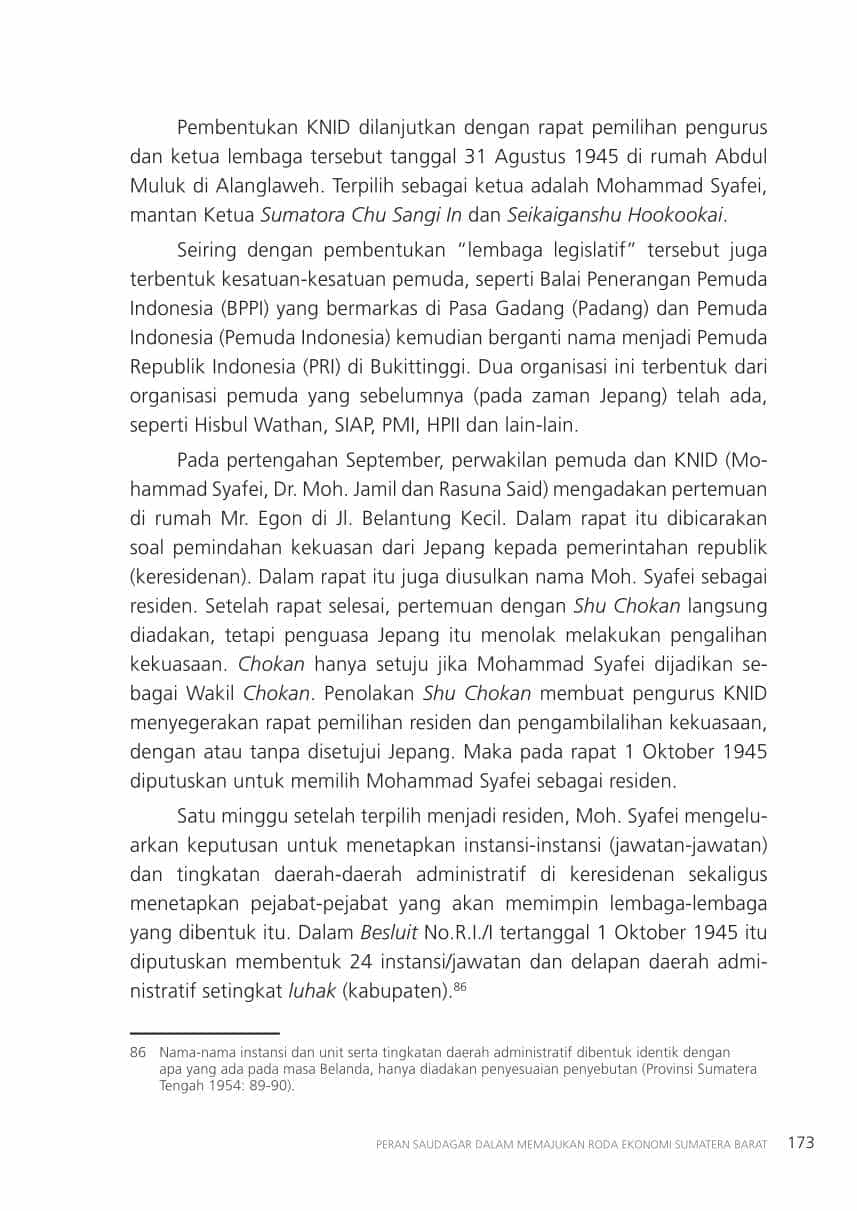 Pembentukan KNID dilanjutkan dengan rapat pemilihan pengurus
dan ketua lembaga tersebut tanggal 31 Agustus 1945 di rumah Abdul
Muluk di Alanglaweh. Terpilih sebagai ketua adalah Mohammad Syafei,
mantan Ketua Sumatora Chu Sangi In dan Seikaiganshu Hookookai.
Seiring dengan pembentukan “lembaga legislatif” tersebut juga
terbentuk kesatuan-kesatuan pemuda, seperti Balai Penerangan Pemuda
Indonesia (BPPI) yang bermarkas di Pasa Gadang (Padang) dan Pemuda
Indonesia (Pemuda Indonesia) kemudian berganti nama menjadi Pemuda
Republik Indonesia (PRI) di Bukittinggi. Dua organisasi ini terbentuk dari
organisasi pemuda yang sebelumnya (pada zaman Jepang) telah ada,
seperti Hisbul Wathan, SIAP, PMI, HPII dan lain-lain.
Pada pertengahan September, perwakilan pemuda dan KNID (Mo-
hammad Syafei, Dr. Moh. Jamil dan Rasuna Said) mengadakan pertemuan
di rumah Mr. Egon di Jl. Belantung Kecil. Dalam rapat itu dibicarakan
soal pemindahan kekuasan dari Jepang kepada pemerintahan republik
(keresidenan). Dalam rapat itu juga diusulkan nama Moh. Syafei sebagai
residen. Setelah rapat selesai, pertemuan dengan Shu Chokan langsung
diadakan, tetapi penguasa Jepang itu menolak melakukan pengalihan
kekuasaan. Chokan hanya setuju jika Mohammad Syafei dijadikan se-
bagai Wakil Chokan. Penolakan Shu Chokan membuat pengurus KNID
menyegerakan rapat pemilihan residen dan pengambilalihan kekuasaan,
dengan atau tanpa disetujui Jepang. Maka pada rapat 1 Oktober 1945
diputuskan untuk memilih Mohammad Syafei sebagai residen.
Satu minggu setelah terpilih menjadi residen, Moh. Syafei mengelu-
arkan keputusan untuk menetapkan instansi-instansi (jawatan-jawatan)
dan tingkatan daerah-daerah administratif di keresidenan sekaligus
menetapkan pejabat-pejabat yang akan memimpin lembaga-lembaga
yang dibentuk itu. Dalam Besluit No.R.I./I tertanggal 1 Oktober 1945 itu
diputuskan membentuk 24 instansi/jawatan dan delapan daerah admi-
nistratif setingkat luhak (kabupaten).86
86 Nama-nama instansi dan unit serta tingkatan daerah administratif dibentuk identik dengan
apa yang ada pada masa Belanda, hanya diadakan penyesuaian penyebutan (Provinsi Sumatera
Tengah 1954: 89-90).
PERAN SAUDAGAR DALAM MEMAJUKAN RODA EKONOMI SUMATERA BARAT 173